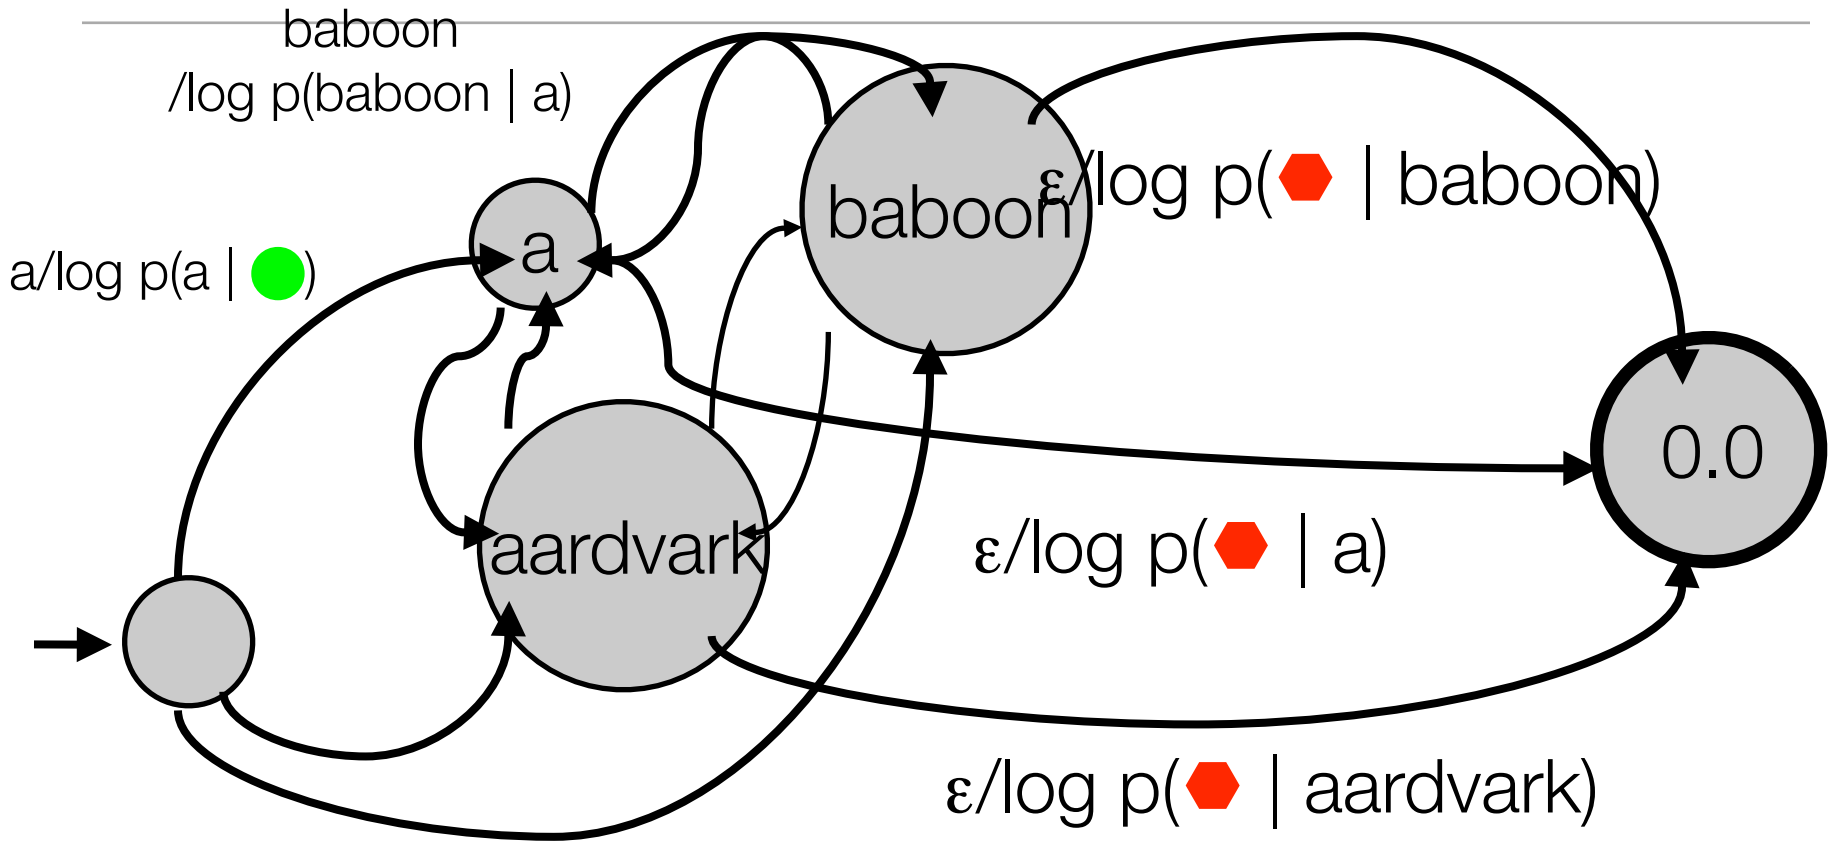 baboon
/log p(baboon | a)
a/log p(a | )
a
baboon
ε/log p( | baboon)
0.0
aardvark
ε/log p( | a)
ε/log p( | aardvark)